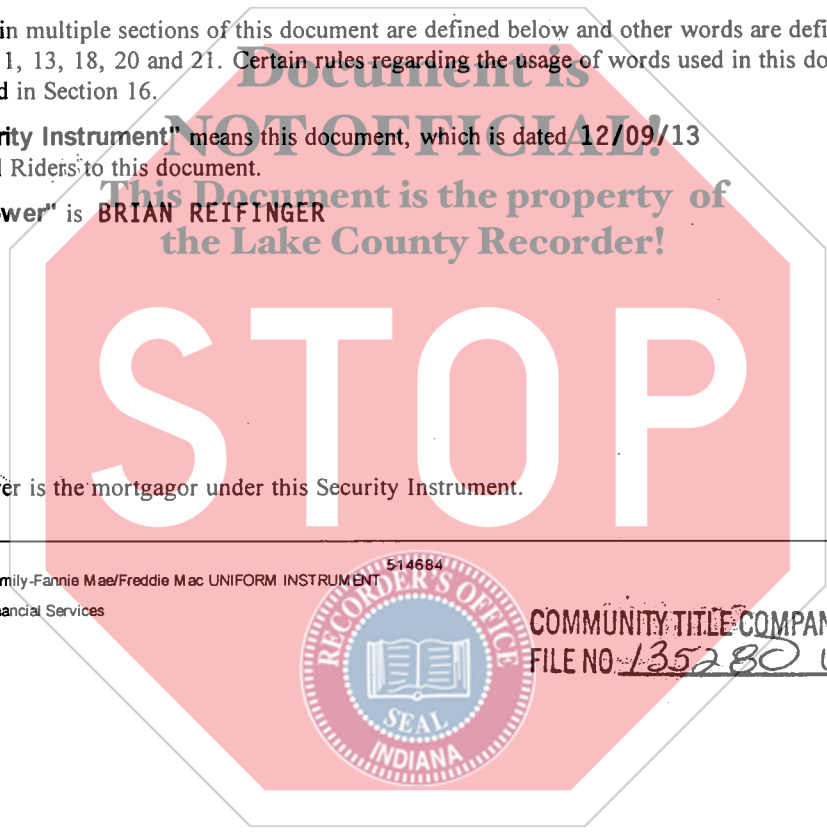 in multiple sections of this document are defined below and other words are defi
1, 13, 18, 20 and 21. Certain rules regarding the usage of words used in this do
d in Section 16.
Document is
NOT OFFICIAL!
This Document is the property of
the Lake County Recorder!
rity Instrument" means this document, which is dated 12/09/13
l Riders to this document.
ower" is BRIAN REIFINGER
STOP
er is the mortgagor under this Security Instrument.
514684
mily-Fannie Mae/Freddie Mac UNIFORM INSTRUMENT
nancial Services
RECORDER'S OFFICE
SEAL
INDIANA
COMMUNITY TITLE COMPAN
FILE NO 135280